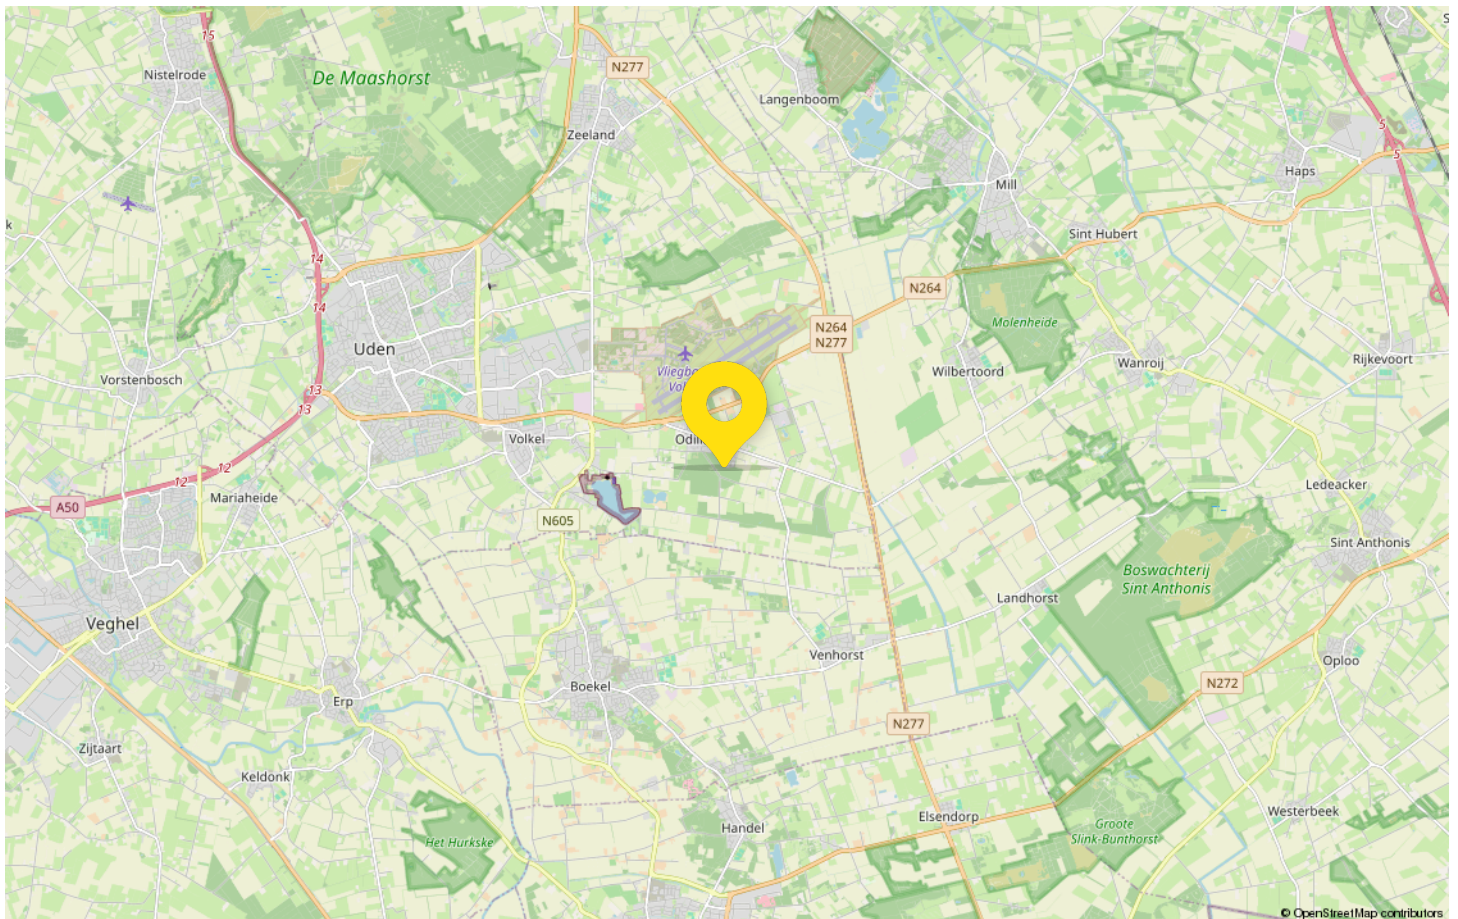 15
Nistelrode
De Maashorst
N277
Langenboom
Zeeland
5
5
Haps
Mill
Sint Hubert
14
14
N264
N264
N277
Molenheide
Uden
Vorstenbosch
Wanroij
Rijkevoort
Wilbertoord
13
13
Volkel
12
12
A50
Mariaheide
N605
Ledeacker
Sint Anthonis
Boswachterij
Sint Anthonis
Landhorst
Veghel
Venhorst
Oploo
Boekel
N272
Erp
N277
Zijtaart
Keldonk
Westerbeek
Elsendorp
Handel
Groote
Slink-Bunthorst
Het Hurkske
© OpenStreetMap contributors